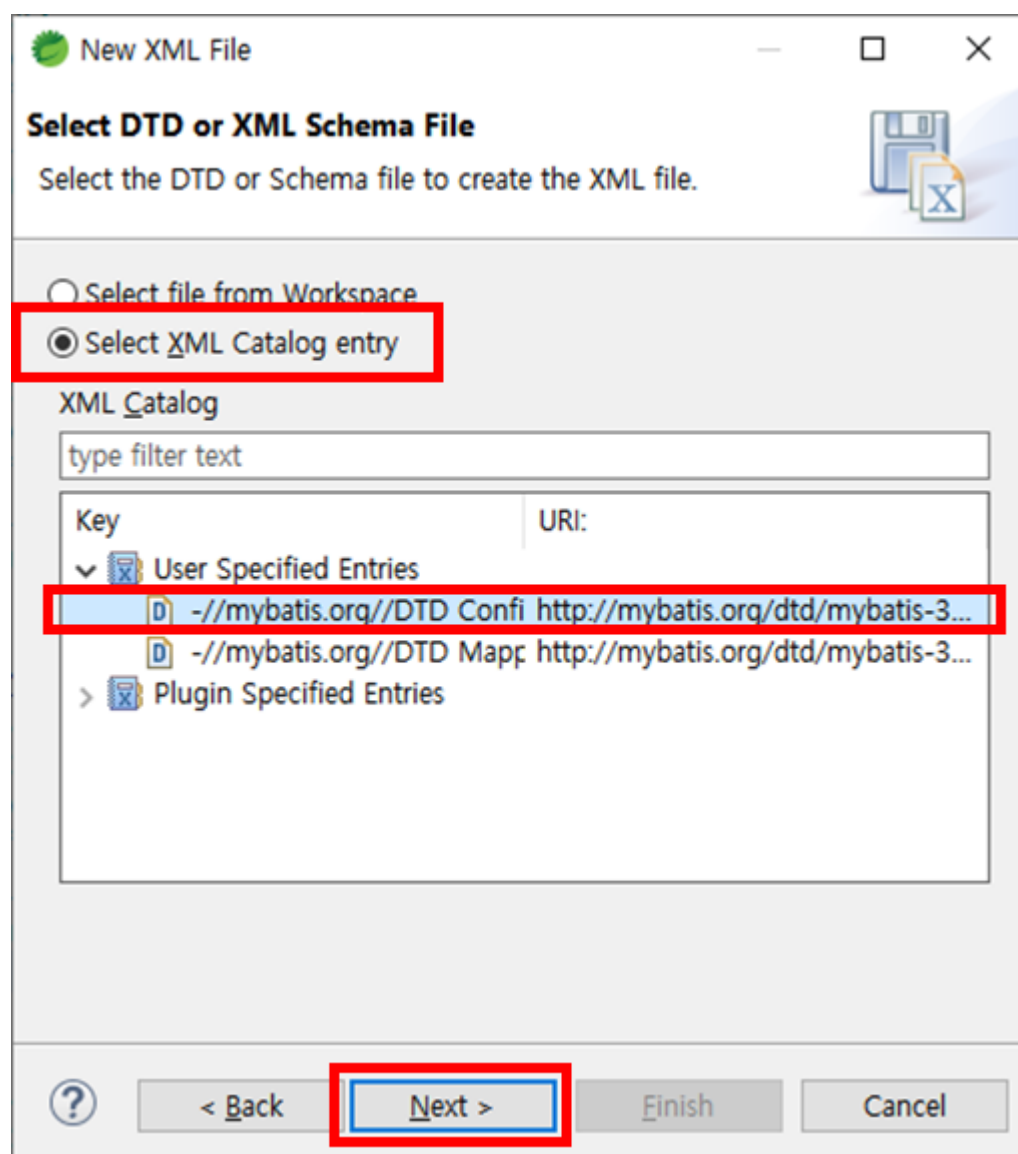 New XML File
Select DTD or XML Schema File
Select the DTD or Schema file to create the XML file.
X
Select file from Workspace
Select XML Catalog entry
XML Catalog
type filter text
Key URI:
User Specified Entries
D -//mybatis.org//DTD Confi http://mybatis.org/dtd/mybatis-3...
D -//mybatis.org//DTD Mapp http://mybatis.org/dtd/mybatis-3...
Plugin Specified Entries
? < Back Next > Finish Cancel